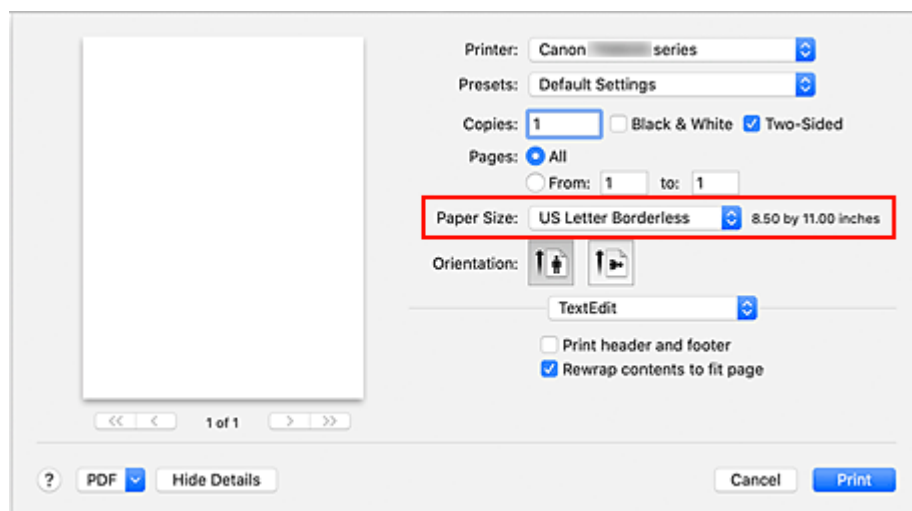 Printer: Canon series
Presets: Default Settings
Copies: 1 Black & White Two-Sided
Pages: All
From: 1 to: 1
Paper Size: US Letter Borderless 8.50 by 11.00 inches
Orientation:
TextEdit
Print header and footer
Rewrap contents to fit page
<< < 1 of 1 > >>
? PDF Hide Details Cancel Print